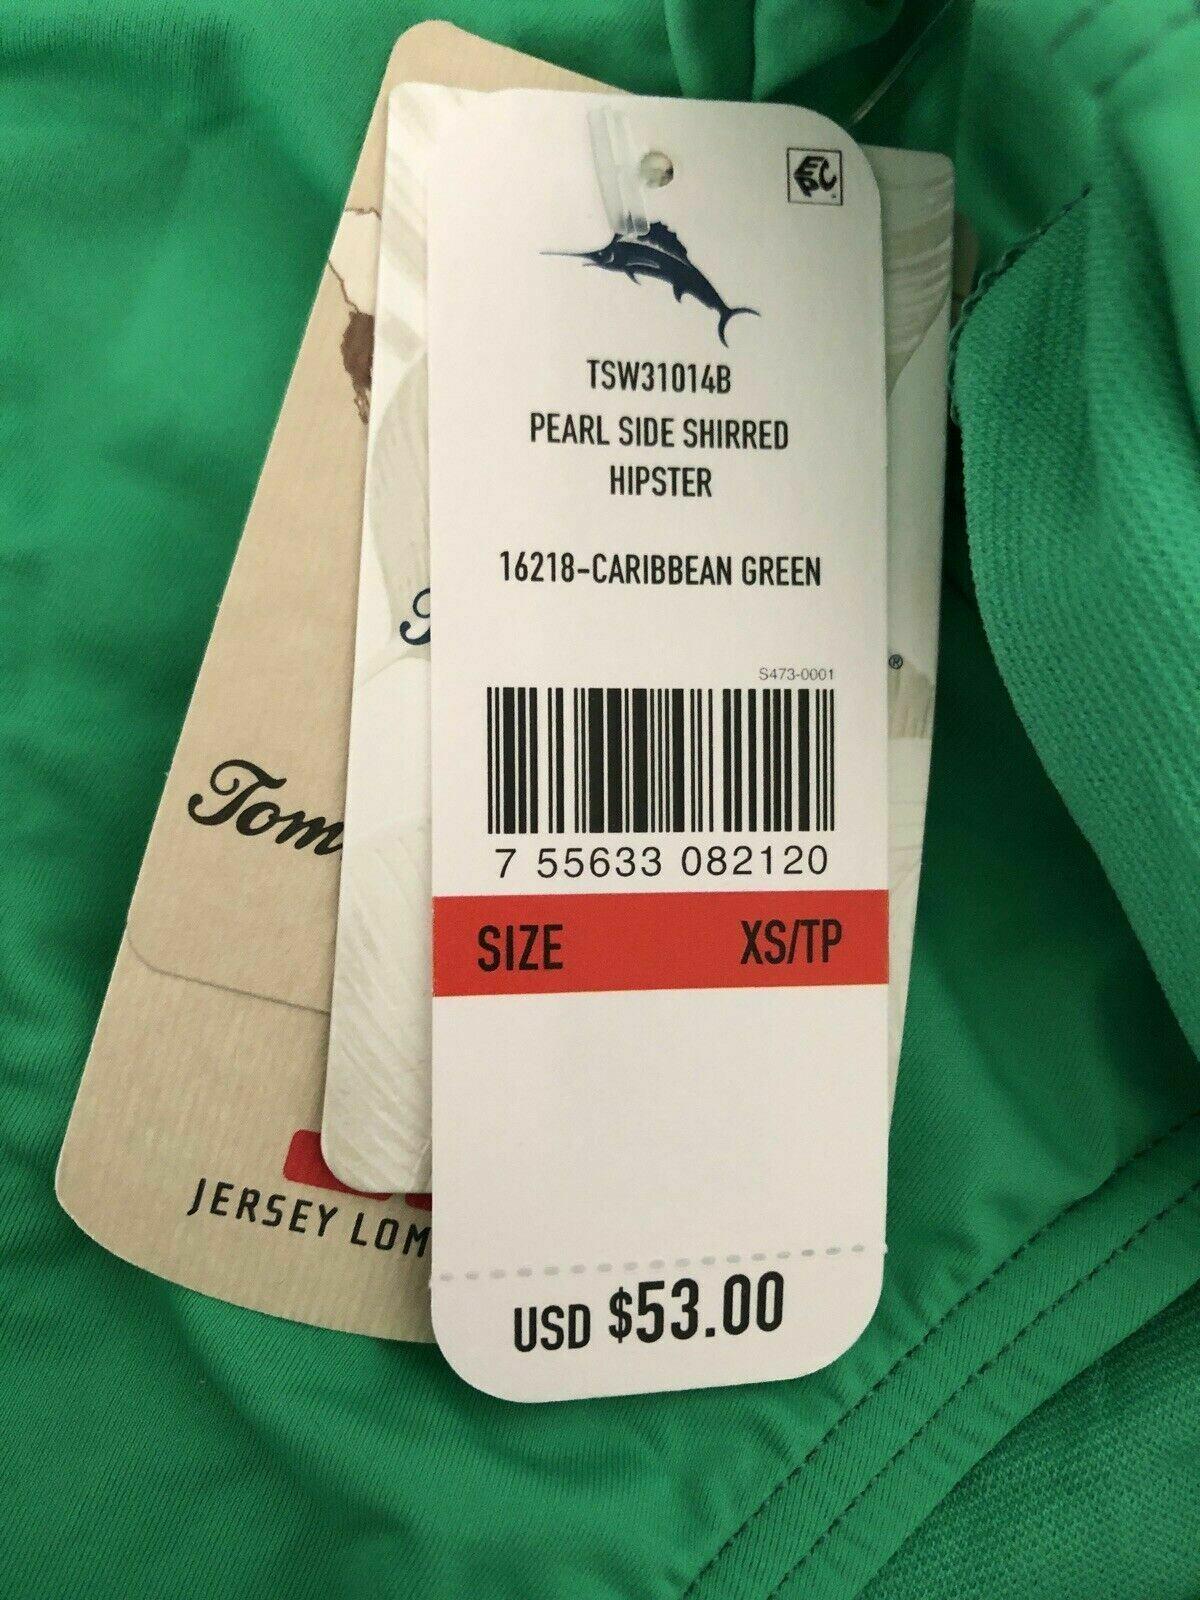 EPC
TSW31014B
PEARL SIDE SHIRRED
HIPSTER
16218-CARIBBEAN GREEN
S473-0001
®
7 55633 082120
SIZE XS/TP
USD $53.00
Tom
JERSEY LOM